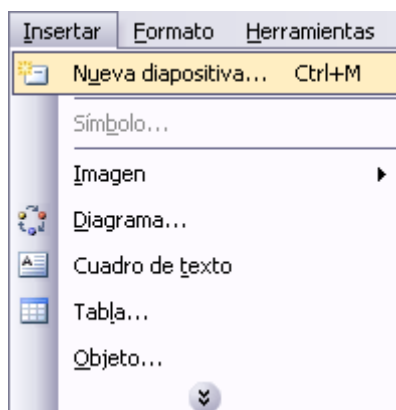 Insertar Formato Herramientas
Nueva diapositiva... Ctrl+M
Símbolo...
Imagen
Diagrama...
Cuadro de texto
Tabla...
Objeto...